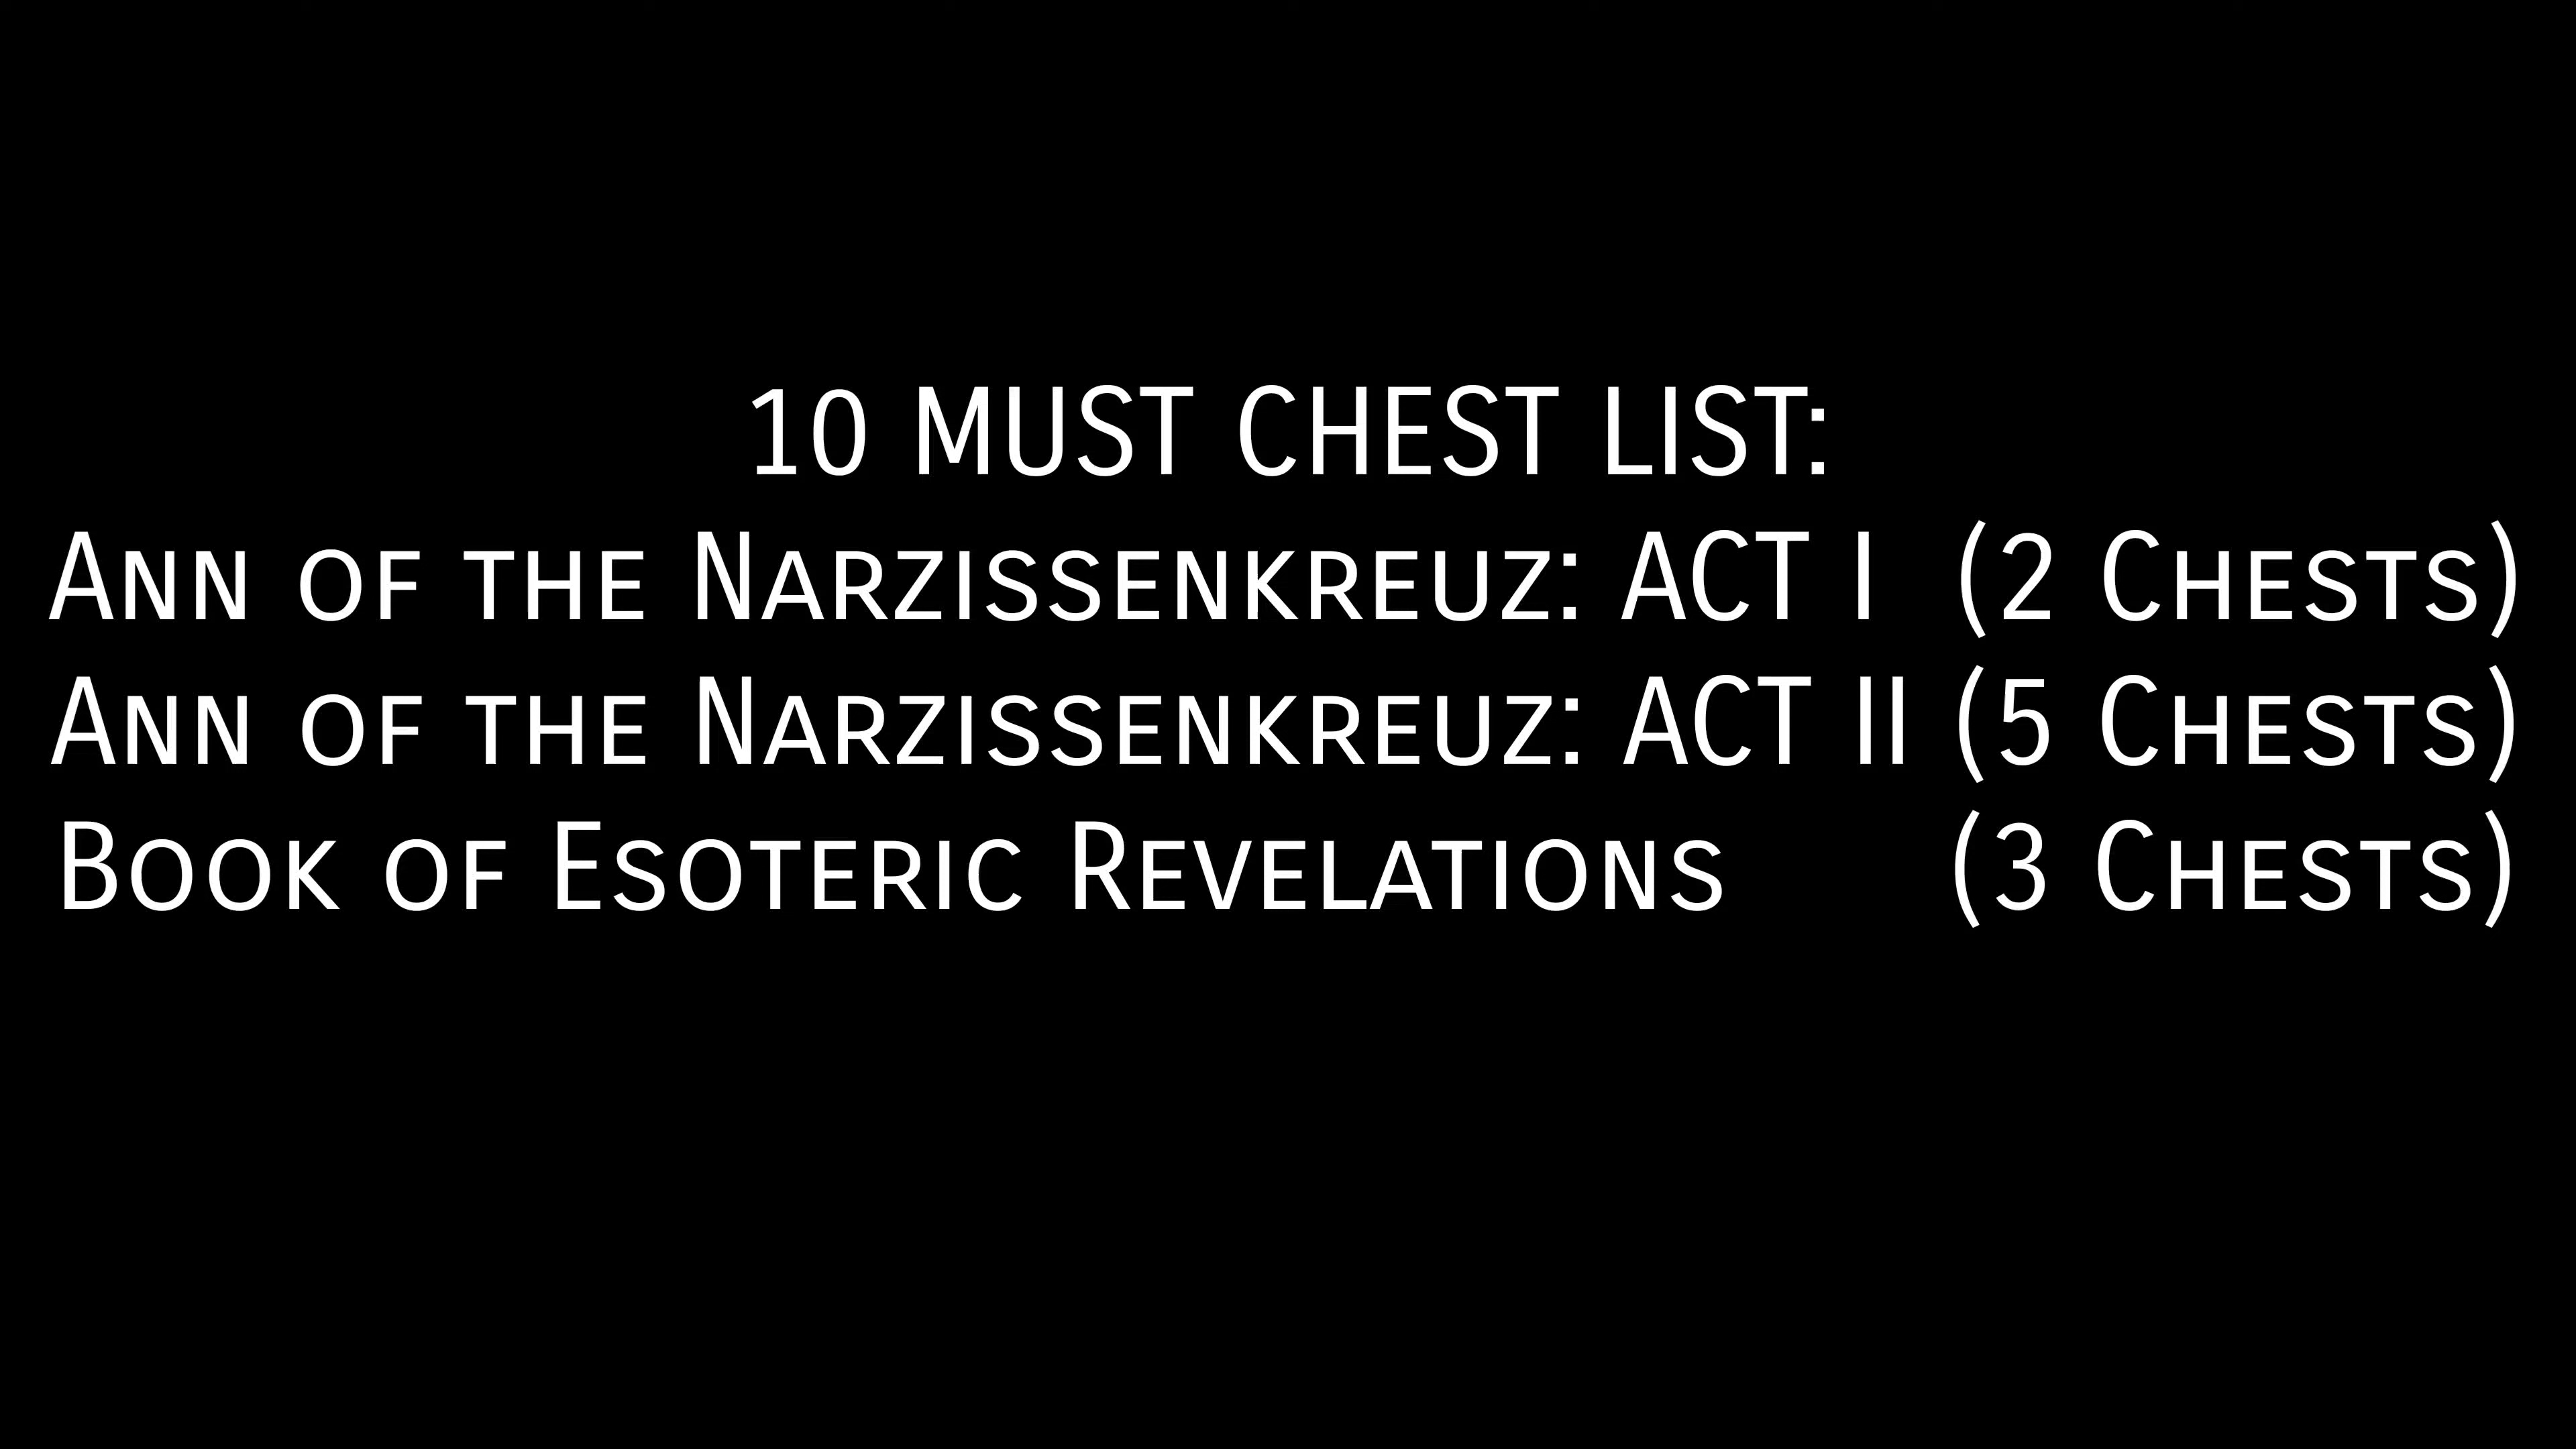 10 MUST CHEST LIST:
Ann of the Narzissenkreuz: ACT I (2 Chests)
Ann of the Narzissenkreuz: ACT II (5 Chests)
Book of Esoteric Revelations (3 Chests)